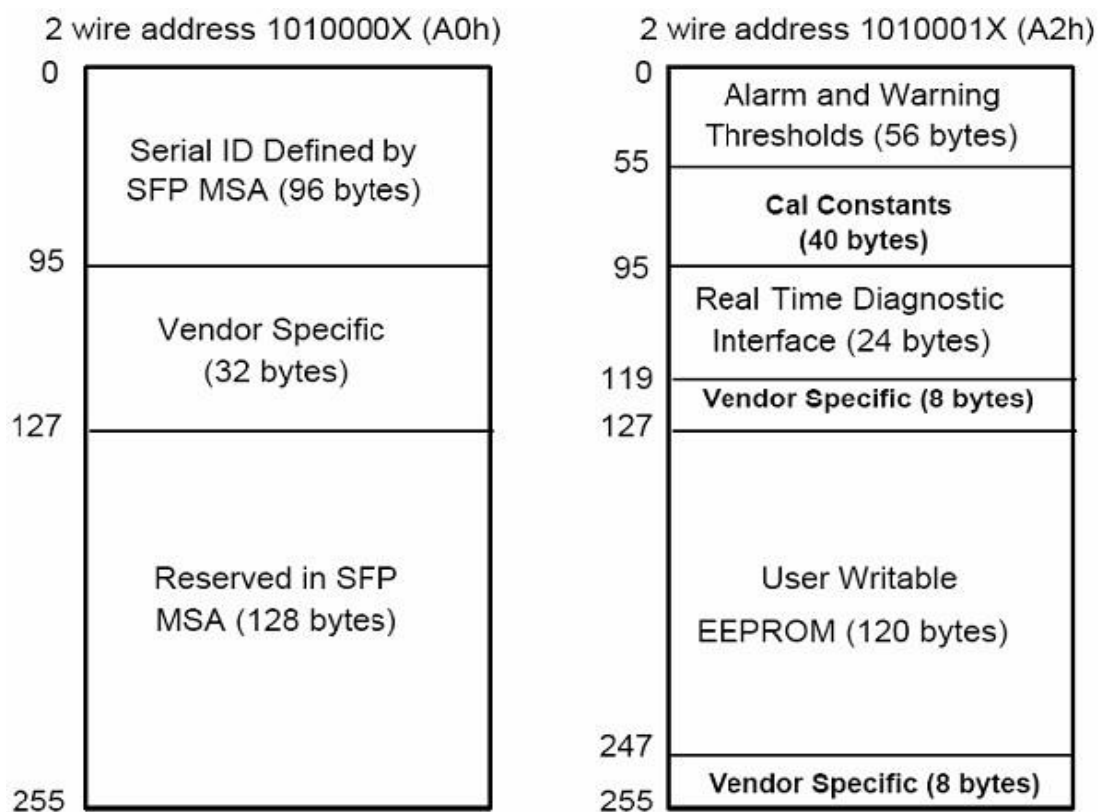 2 wire address 1010000X (A0h)
0
Serial ID Defined by
SFP MSA (96 bytes)
95
Vendor Specific
(32 bytes)
127
Reserved in SFP
MSA (128 bytes)
255
2 wire address 1010001X (A2h)
0
Alarm and Warning
Thresholds (56 bytes)
55
Cal Constants
(40 bytes)
95
Real Time Diagnostic
Interface (24 bytes)
119
Vendor Specific (8 bytes)
127
User Writable
EEPROM (120 bytes)
247
Vendor Specific (8 bytes)
255